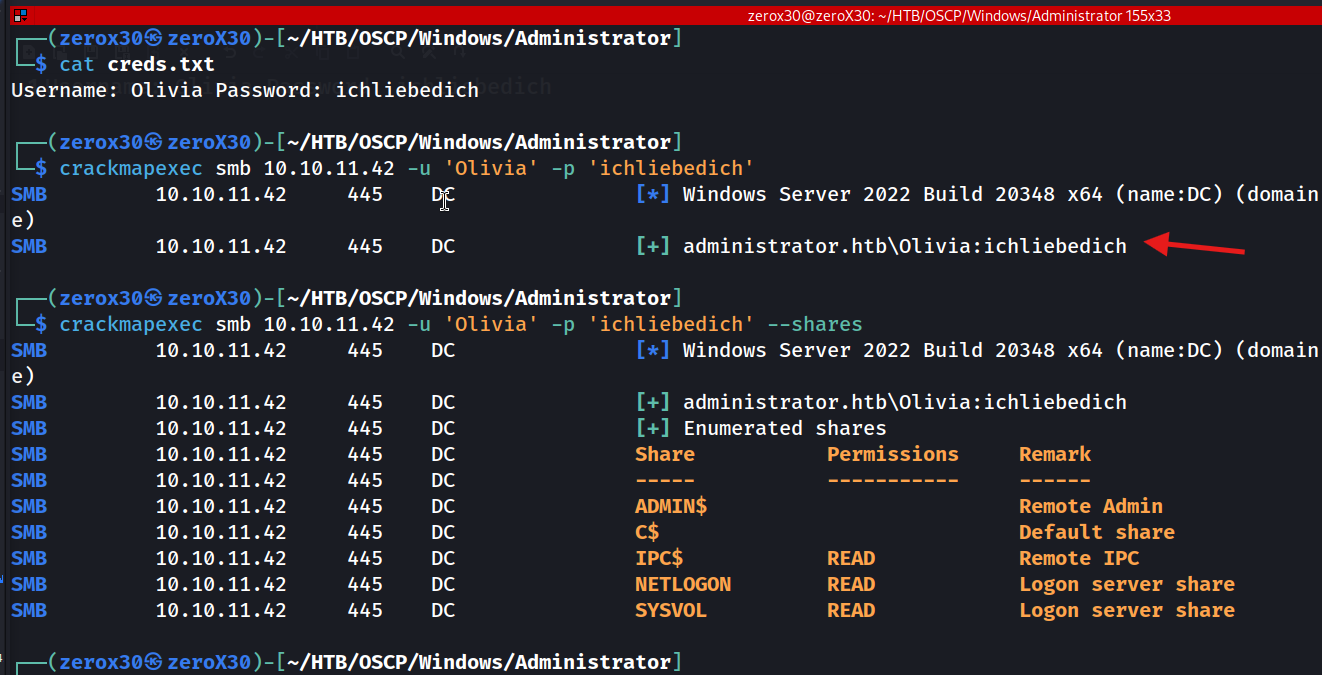 zerox30@zeroX30: ~/HTB/OSCP/Windows/Administrator 155x33
┌──(zerox30㉿zeroX30)-[~/HTB/OSCP/Windows/Administrator]
└─$ cat creds.txt
Username: Olivia Password: ichliebedich
┌──(zerox30㉿zeroX30)-[~/HTB/OSCP/Windows/Administrator]
└─$ crackmapexec smb 10.10.11.42 -u 'Olivia' -p 'ichliebedich'
SMB         10.10.11.42     445    DC               [*] Windows Server 2022 Build 20348 x64 (name:DC) (domain
e)
SMB         10.10.11.42     445    DC               [+] administrator.htb\Olivia:ichliebedich
┌──(zerox30㉿zeroX30)-[~/HTB/OSCP/Windows/Administrator]
└─$ crackmapexec smb 10.10.11.42 -u 'Olivia' -p 'ichliebedich' --shares
SMB         10.10.11.42     445    DC               [*] Windows Server 2022 Build 20348 x64 (name:DC) (domain
e)
SMB         10.10.11.42     445    DC               [+] administrator.htb\Olivia:ichliebedich
SMB         10.10.11.42     445    DC               [+] Enumerated shares
SMB         10.10.11.42     445    DC               Share           Permissions     Remark
SMB         10.10.11.42     445    DC               -----           -----------     ------
SMB         10.10.11.42     445    DC               ADMIN$                          Remote Admin
SMB         10.10.11.42     445    DC               C$                              Default share
SMB         10.10.11.42     445    DC               IPC$            READ            Remote IPC
SMB         10.10.11.42     445    DC               NETLOGON        READ            Logon server share
SMB         10.10.11.42     445    DC               SYSVOL          READ            Logon server share
┌──(zerox30㉿zeroX30)-[~/HTB/OSCP/Windows/Administrator]